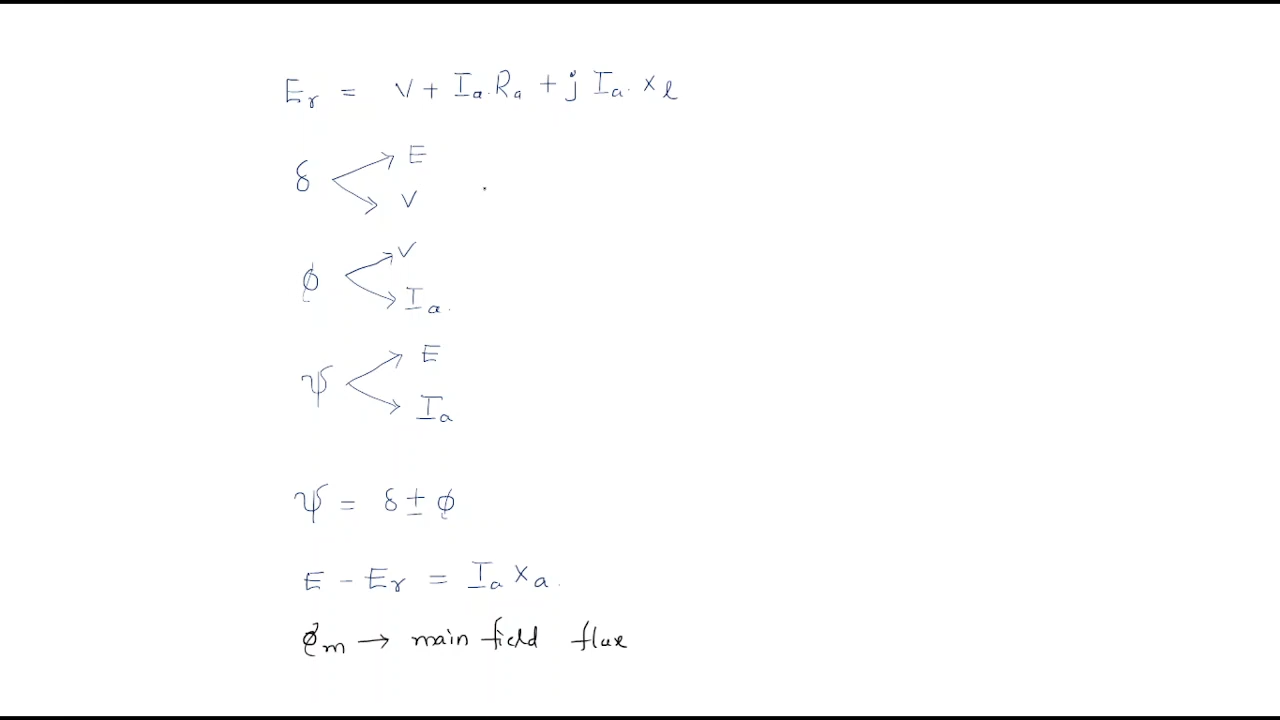 Er = V + Ia.Ra + j Ia.Xl
δ E
V
φ V
Ia.
ψ E
Ia
ψ = δ ± φ
E - Er = Ia Xa.
φm → main field flux